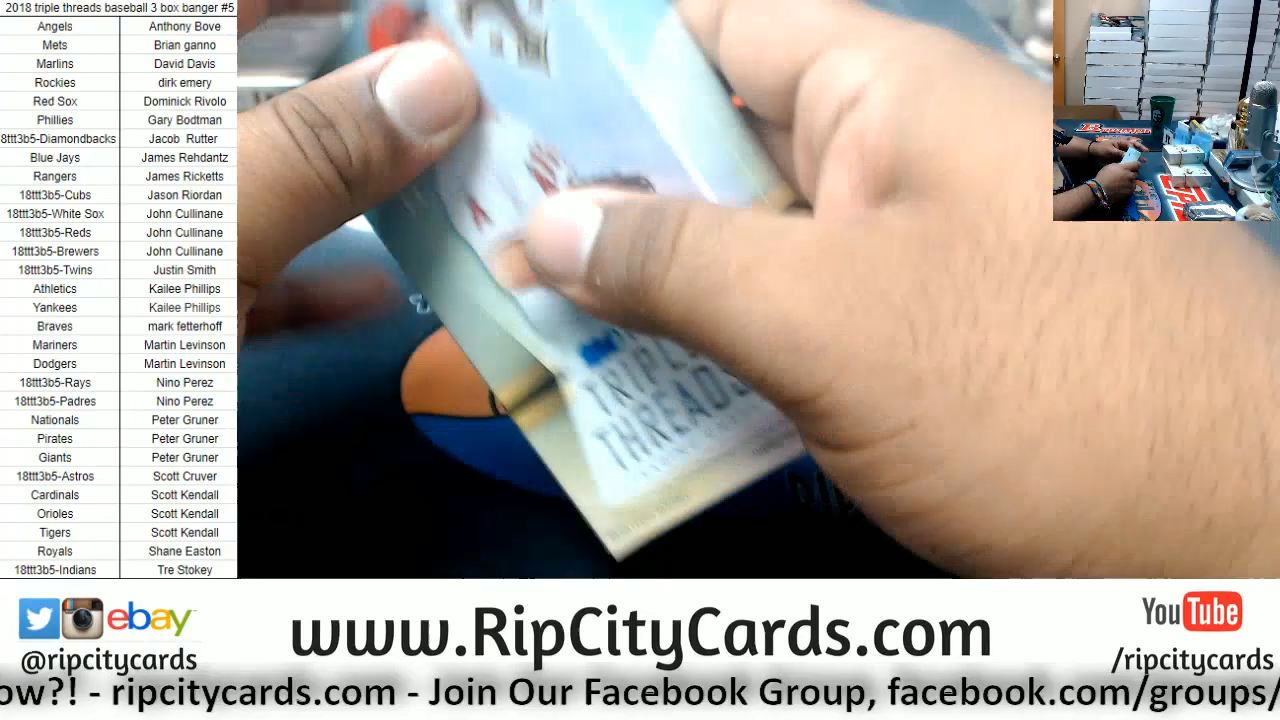 2018 triple threads baseball 3 box banger #5
Angels Anthony Bove
Mets Brian ganno
Marlins David Davis
Rockies dirk emery
Red Sox Dominick Rivolo
Phillies Gary Bodtman
8ttt3b5-Diamondbacks Jacob Rutter
Blue Jays James Rehdantz
Rangers James Ricketts
18ttt3b5-Cubs Jason Riordan
18ttt3b5-White Sox John Cullinane
18ttt3b5-Reds John Cullinane
18ttt3b5-Brewers John Cullinane
18ttt3b5-Twins Justin Smith
Athletics Kailee Phillips
Yankees Kailee Phillips
Braves mark fetterhoff
Mariners Martin Levinson
Dodgers Martin Levinson
18ttt3b5-Rays Nino Perez
18ttt3b5-Padres Nino Perez
Nationals Peter Gruner
Pirates Peter Gruner
Giants Peter Gruner
18ttt3b5-Astros Scott Cruver
Cardinals Scott Kendall
Orioles Scott Kendall
Tigers Scott Kendall
Royals Shane Easton
18ttt3b5-Indians Tre Stokey
TRIPLE
THREADS
ebay
@ripcitycards
www.RipCityCards.com
YouTube
/ripcitycards
ow?! - ripcitycards.com - Join Our Facebook Group, facebook.com/groups/